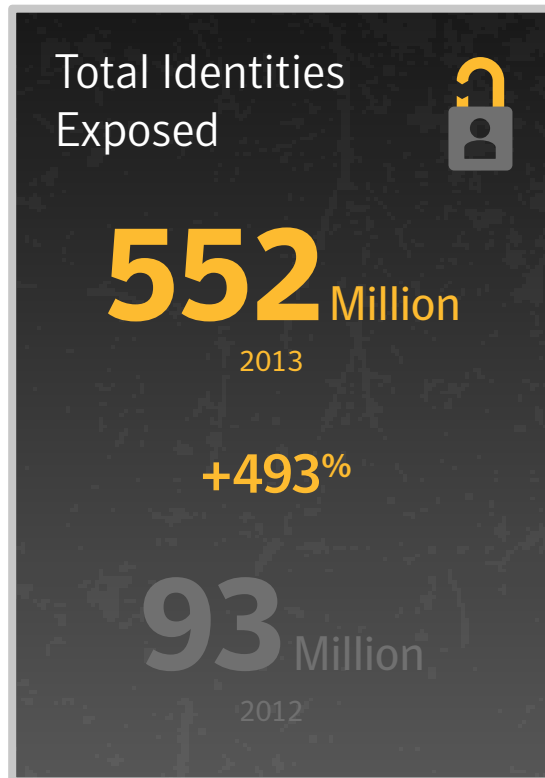 Total Identities
Exposed
552 Million
2013
+493%
93 Million
2012